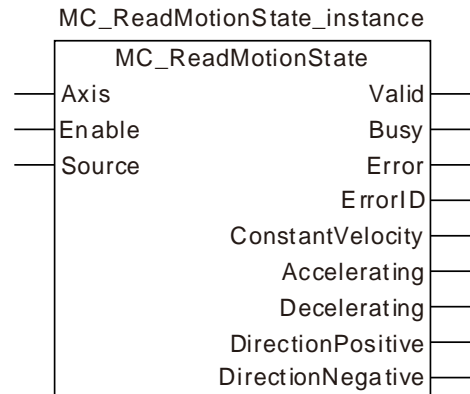 MC_ReadMotionState_instance
MC_ReadMotionState
Axis Valid
Enable Busy
Source Error
ErrorID
ConstantVelocity
Accelerating
Decelerating
DirectionPositive
DirectionNegative